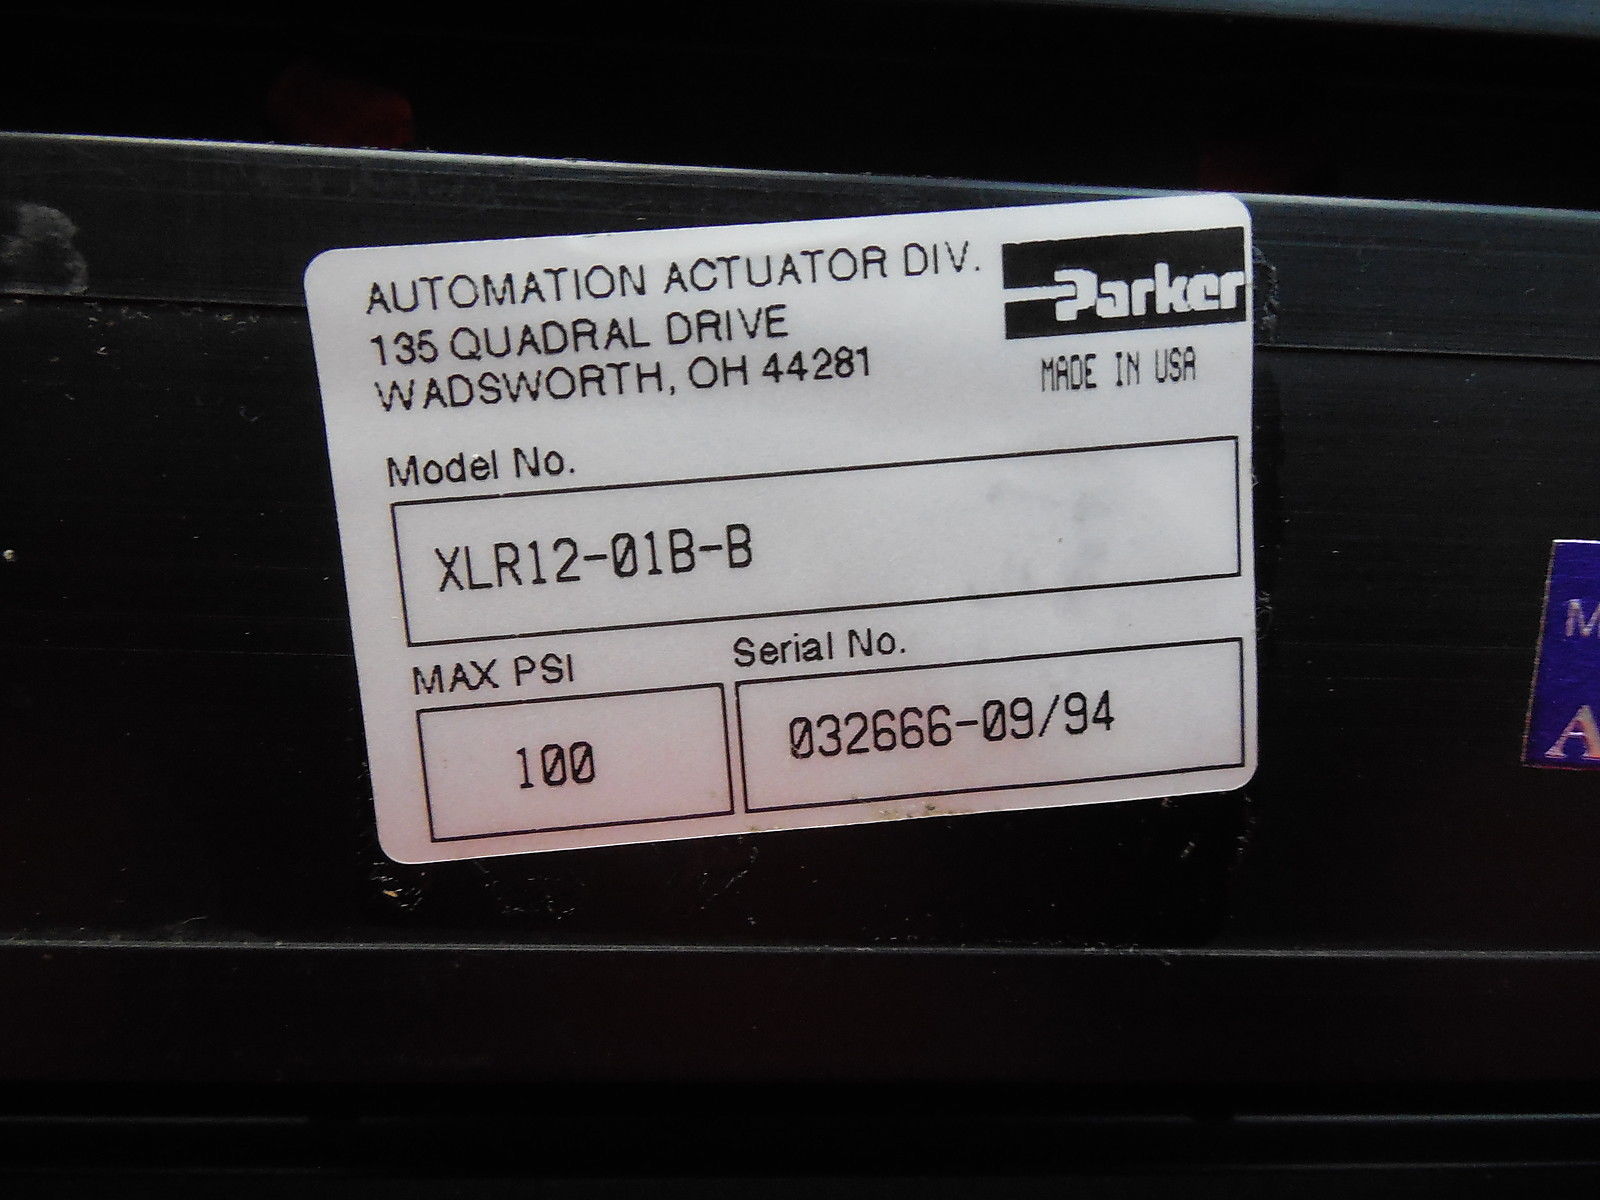 AUTOMATION ACTUATOR DIV.
135 QUADRAL DRIVE
WADSWORTH, OH 44281
Parker
MADE IN USA
Model No.
XLR12-01B-B
MAX PSI
100
Serial No.
032666-09/94
M
A